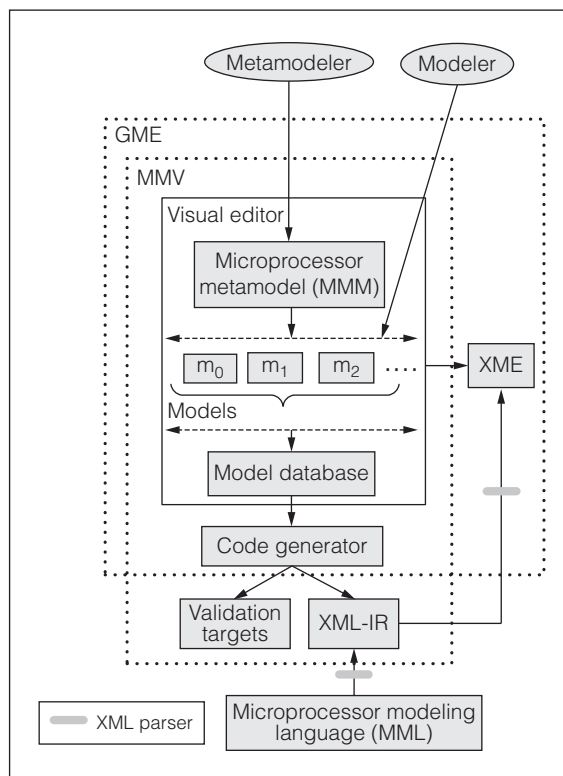 Metamodeler
Modeler
GME
MMV
Visual editor
Microprocessor
metamodel (MMM)
m0 m1 m2 ....
XME
Models
Model database
Code generator
Validation
targets
XML-IR
XML parser
Microprocessor modeling
language (MML)